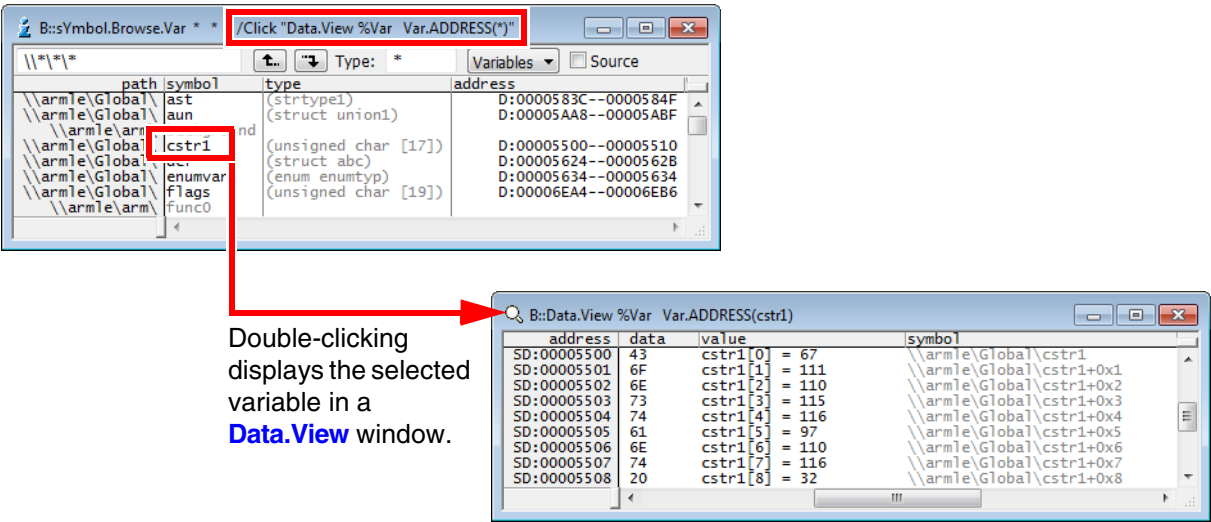 B::sYmbol.Browse.Var * * /Click "Data.View %Var Var.ADDRESS(*)"
\\*\*\* Type: * Variables Source
path symbol type address
\\armle\Global\ ast (strtype1) D:0000583C--0000584F
\\armle\Global\ aun (struct union1) D:00005AA8--00005ABF
\\armle\arm\
\\armle\Global\ cstr1 (unsigned char [17]) D:00005500--00005510
\\armle\Global\ (struct abc) D:00005624--0000562B
\\armle\Global\ enumvar (enum enumtyp) D:00005634--00005634
\\armle\Global\ flags (unsigned char [19]) D:00006EA4--00006EB6
\\armle\arm\ func0
Double-clicking
displays the selected
variable in a
Data.View window.
B::Data.View %Var Var.ADDRESS(cstr1)
address data value symbol
SD:00005500 43 cstr1[0] = 67 \\armle\Global\cstr1
SD:00005501 6F cstr1[1] = 111 \\armle\Global\cstr1+0x1
SD:00005502 6E cstr1[2] = 110 \\armle\Global\cstr1+0x2
SD:00005503 73 cstr1[3] = 115 \\armle\Global\cstr1+0x3
SD:00005504 74 cstr1[4] = 116 \\armle\Global\cstr1+0x4
SD:00005505 61 cstr1[5] = 97 \\armle\Global\cstr1+0x5
SD:00005506 6E cstr1[6] = 110 \\armle\Global\cstr1+0x6
SD:00005507 74 cstr1[7] = 116 \\armle\Global\cstr1+0x7
SD:00005508 20 cstr1[8] = 32 \\armle\Global\cstr1+0x8